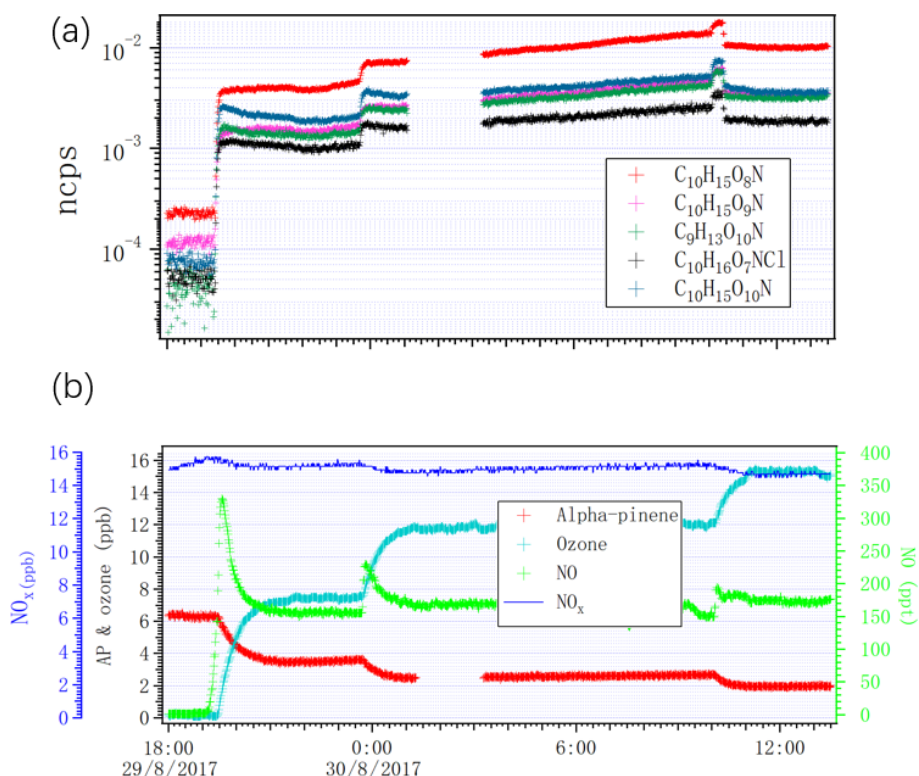 (a)
10⁻²
10⁻³
10⁻⁴
ncps
C₁₀H₁₅O₈N
C₁₀H₁₅O₉N
C₉H₁₃O₁₀N
C₁₀H₁₆O₇NCl
C₁₀H₁₅O₁₀N
(b)
16
14
12
10
8
6
4
2
0
NOₓ(ppb)
16
14
12
10
8
6
4
2
0
AP & ozone (ppb)
Alpha-pinene
Ozone
NO
NOₓ
400
350
300
250
200
150
100
50
0
NO (ppt)
18:00
29/8/2017
0:00
30/8/2017
6:00
12:00